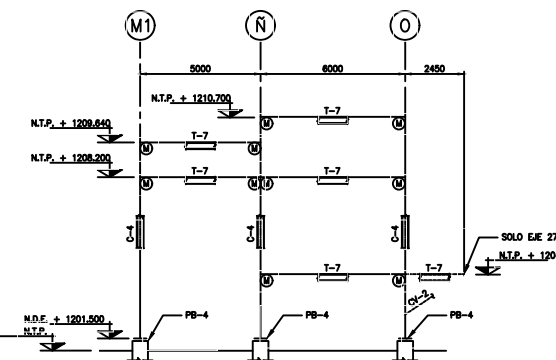 M1 Ñ O
5000 6000 2450
N.T.P. + 1210.700
T-7
N.T.P. + 1209.640
M M
T-7
M M
N.T.P. + 1208.200
T-7 T-7
M M M M
C-4 C-4 C-4
SOLO EJE 27
N.T.P. + 120
T-7 T-7
M M
CV-2
N.D.E. + 1201.500
PB-4 PB-4 PB-4
N.T.P.